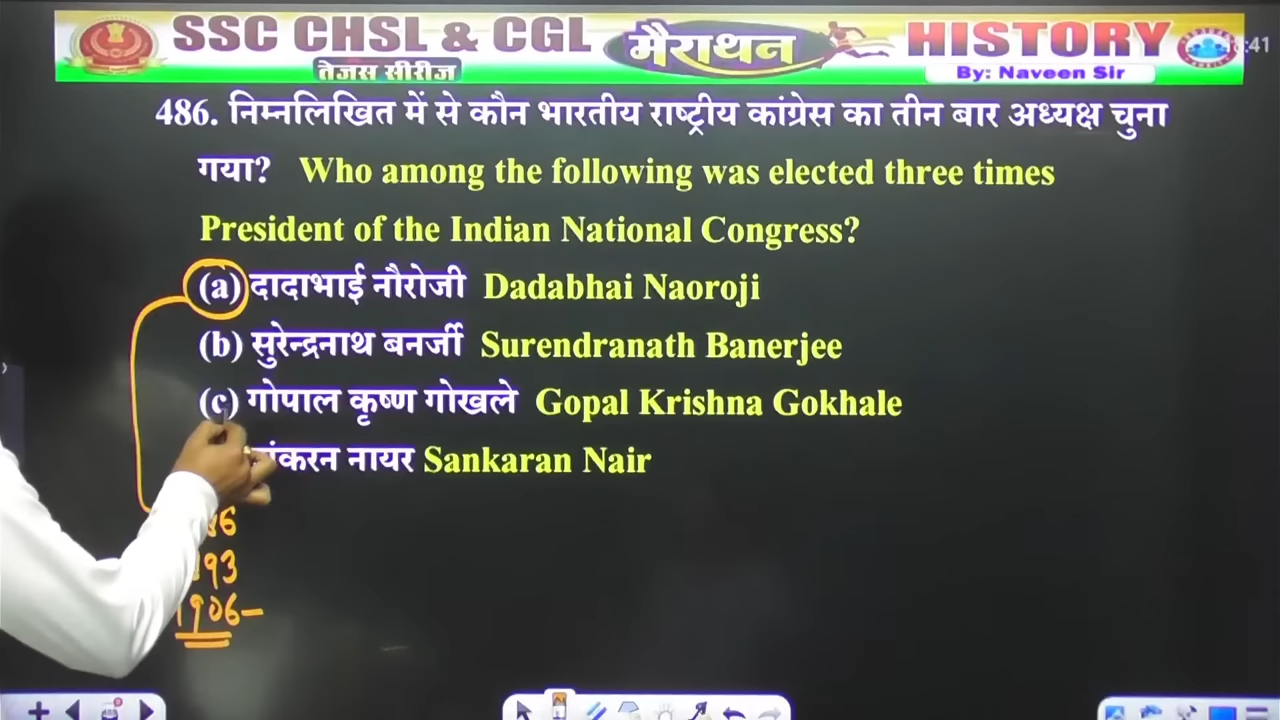 SSC CHSL & CGL मैराथन HISTORY
तेजस सीरीज By: Naveen Sir
486. निम्नलिखित में से कौन भारतीय राष्ट्रीय कांग्रेस का तीन बार अध्यक्ष चुना
गया? Who among the following was elected three times
President of the Indian National Congress?
(a) दादाभाई नौरोजी Dadabhai Naoroji
(b) सुरेन्द्रनाथ बनर्जी Surendranath Banerjee
(c) गोपाल कृष्ण गोखले Gopal Krishna Gokhale
नायर Sankaran Nair
1906-